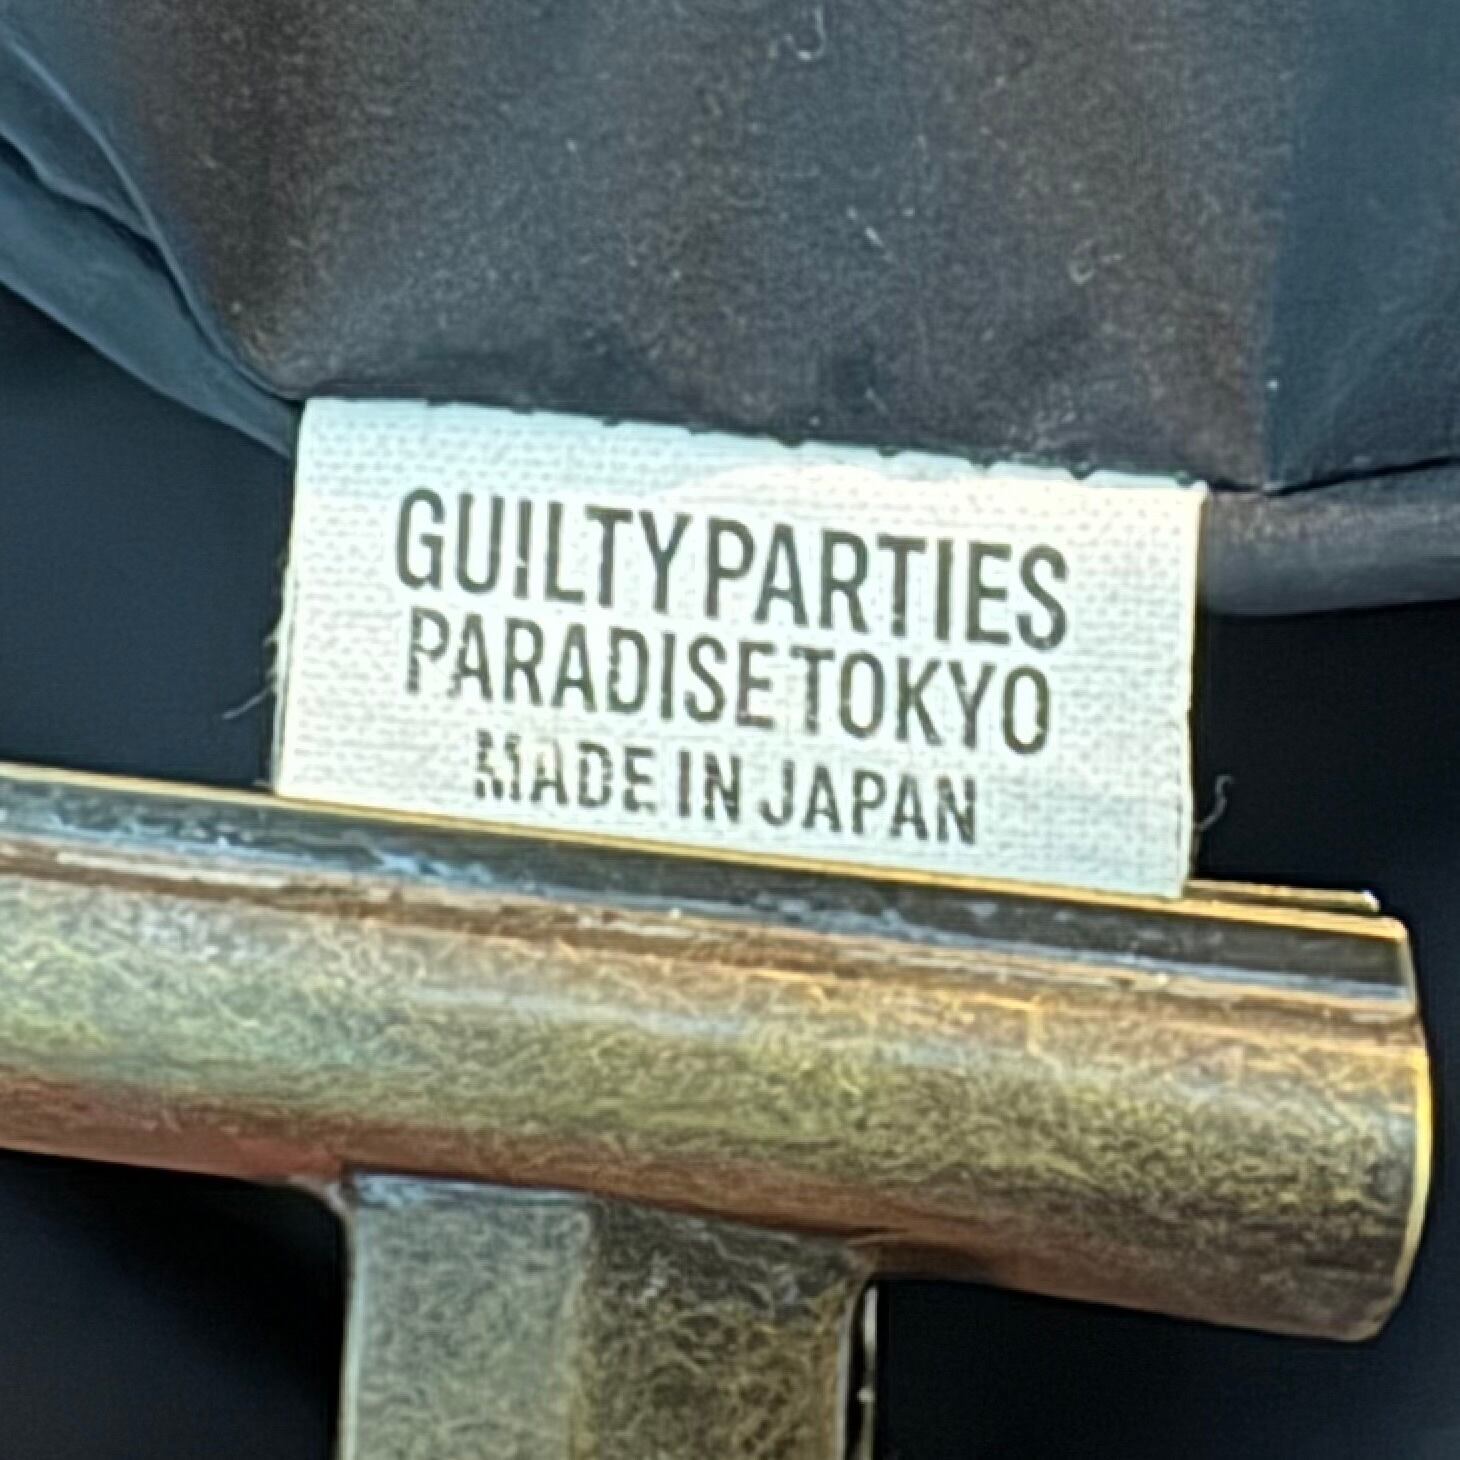 GUILTY PARTIES
PARADISE TOKYO
MADE IN JAPAN